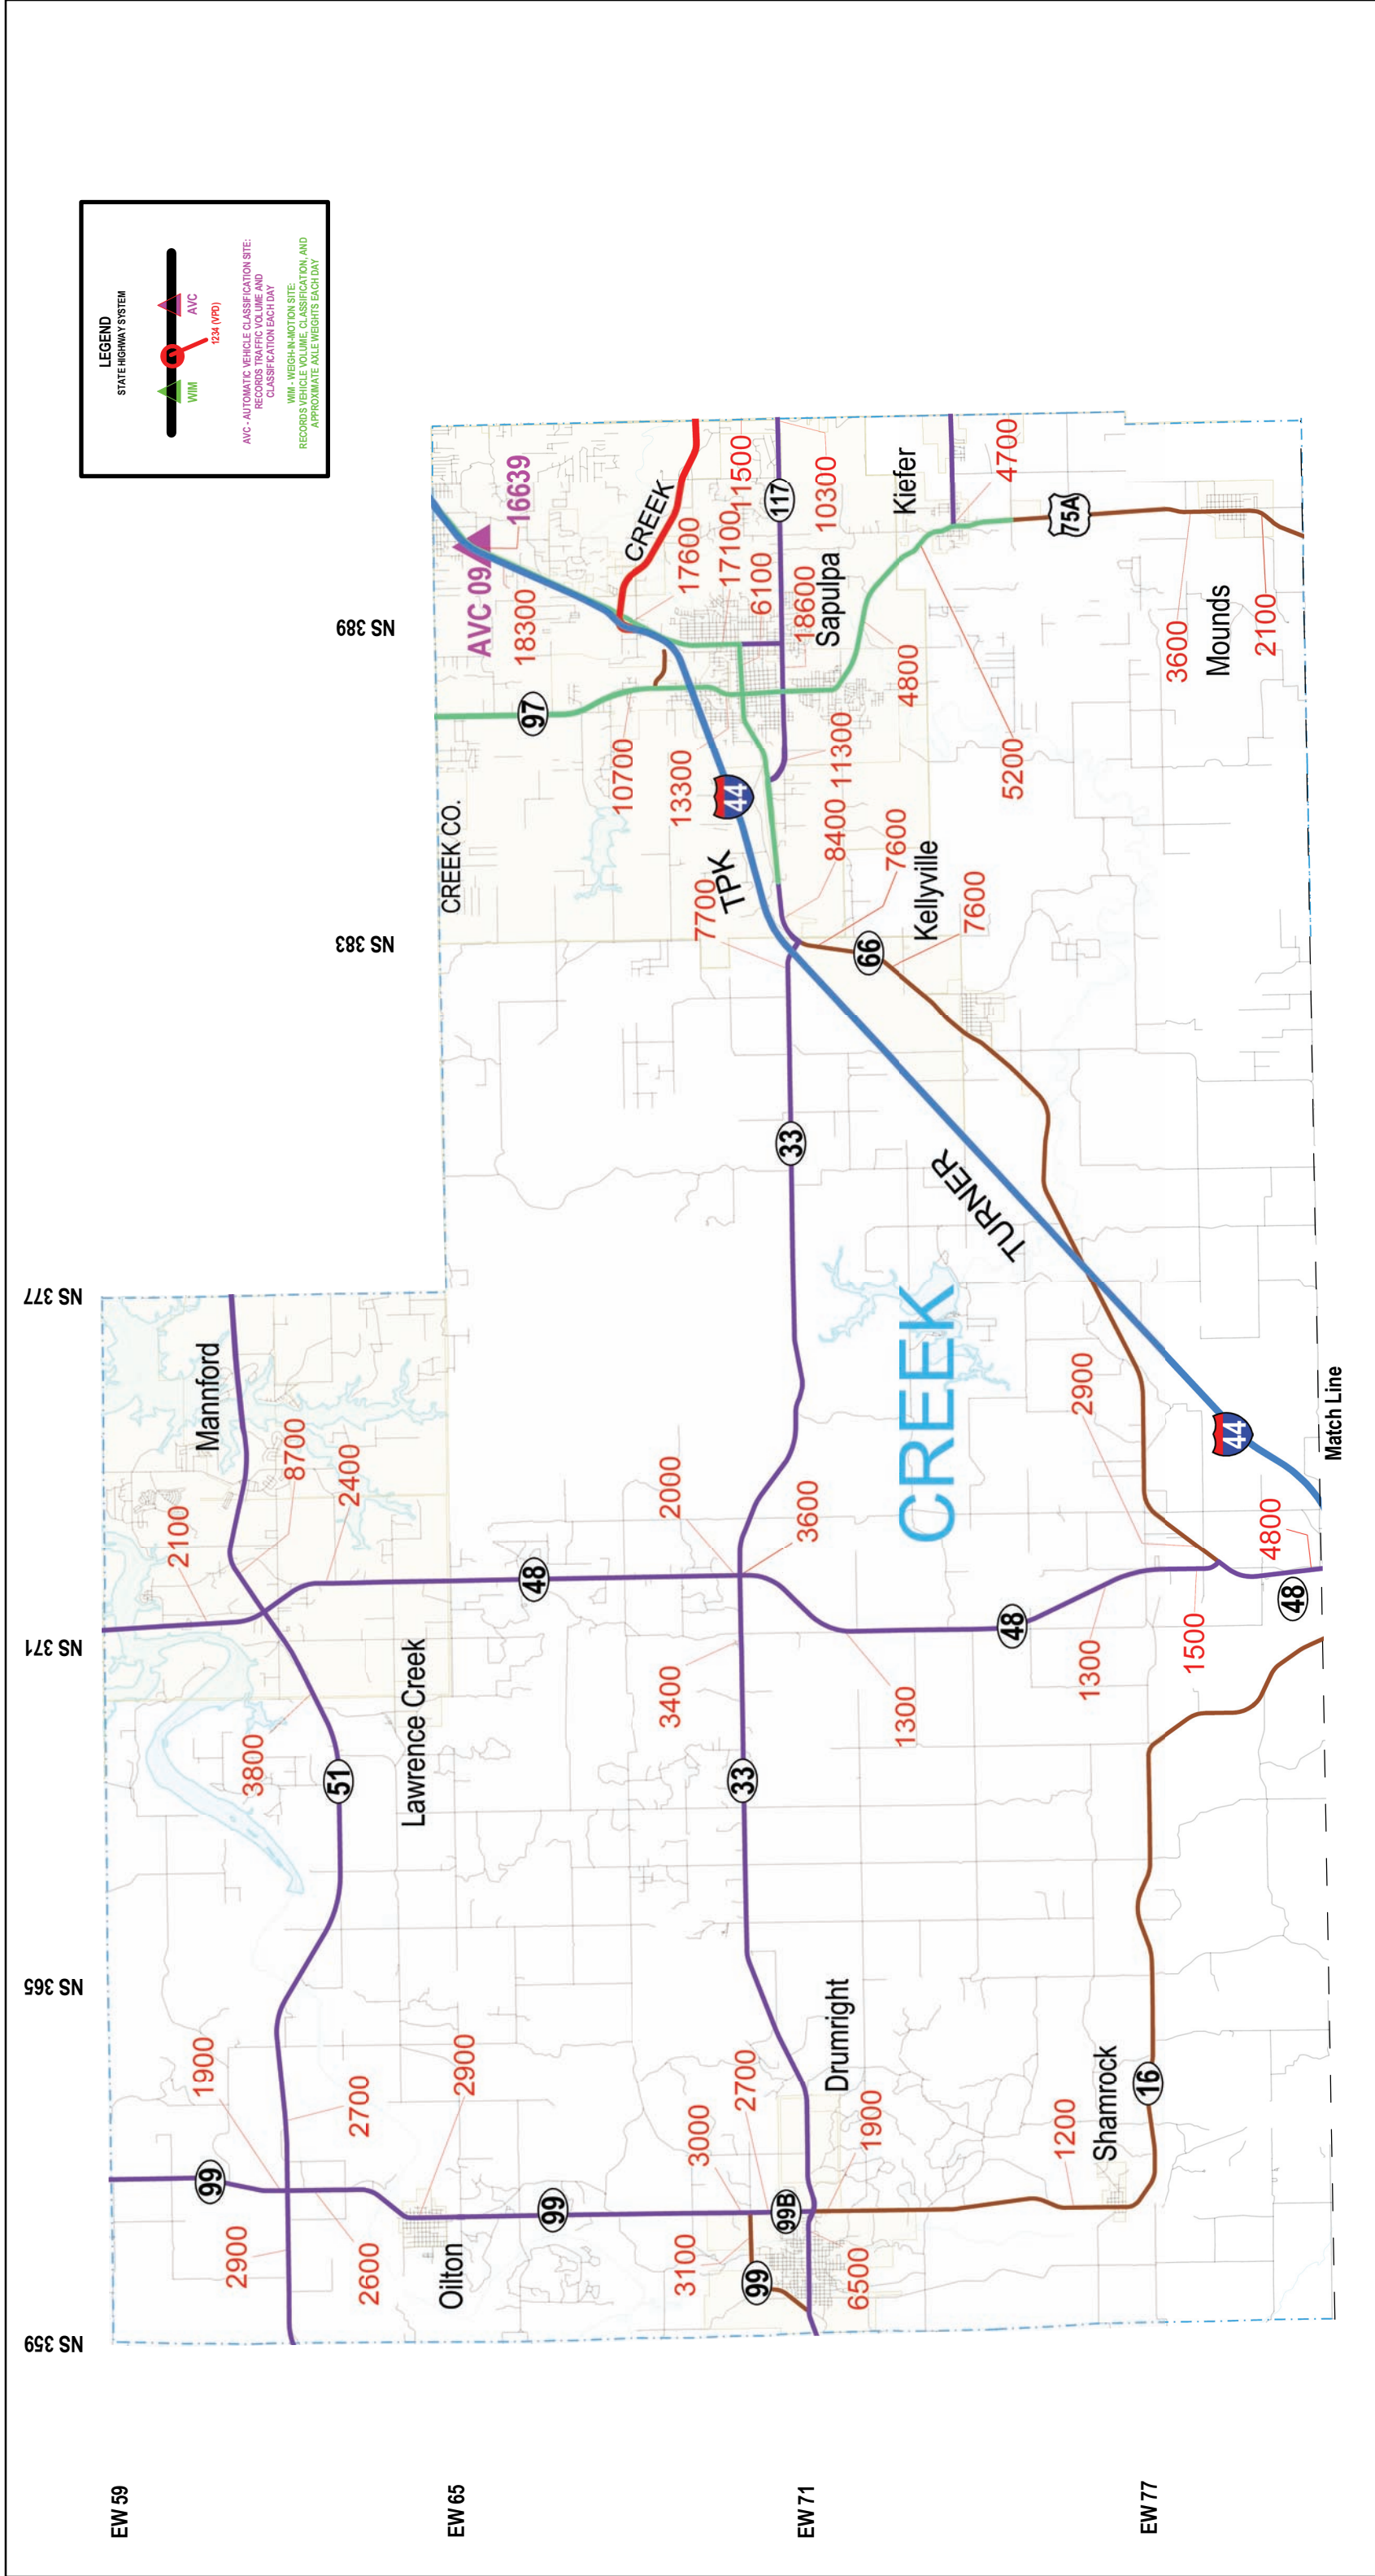 LEGEND
STATE HIGHWAY SYSTEM
WIM
1234 (VPD)
AVC
AVC - AUTOMATIC VEHICLE CLASSIFICATION SITE:
RECORDS TRAFFIC VOLUME AND
CLASSIFICATION EACH DAY
WIM - WEIGH-IN-MOTION SITE:
RECORDS VEHICLE VOLUME, CLASSIFICATION, AND
APPROXIMATE AXLE WEIGHTS EACH DAY
NS 359
NS 365
NS 371
NS 377
NS 383
NS 389
EW 59
EW 65
EW 71
EW 77
Mannford
2100
8700
2400
3800
51
Lawrence Creek
1900
2700
2900
99
2900
2600
Oilton
99
48
CREEK CO.
97
AVC 09
16639
18300
CREEK
10700
13300
17600
17100
11500
6100
117
18600
10300
Sapulpa
Kiefer
4700
44
TPK
7700
11300
8400
7600
4800
5200
75A
66
Kellyville
7600
33
2000
3600
3400
33
1300
48
CREEK
TURNER
3000
2700
3100
99
99B
Drumright
1900
6500
1200
Shamrock
16
2900
1300
1500
4800
48
44
3600
Mounds
2100
Match Line